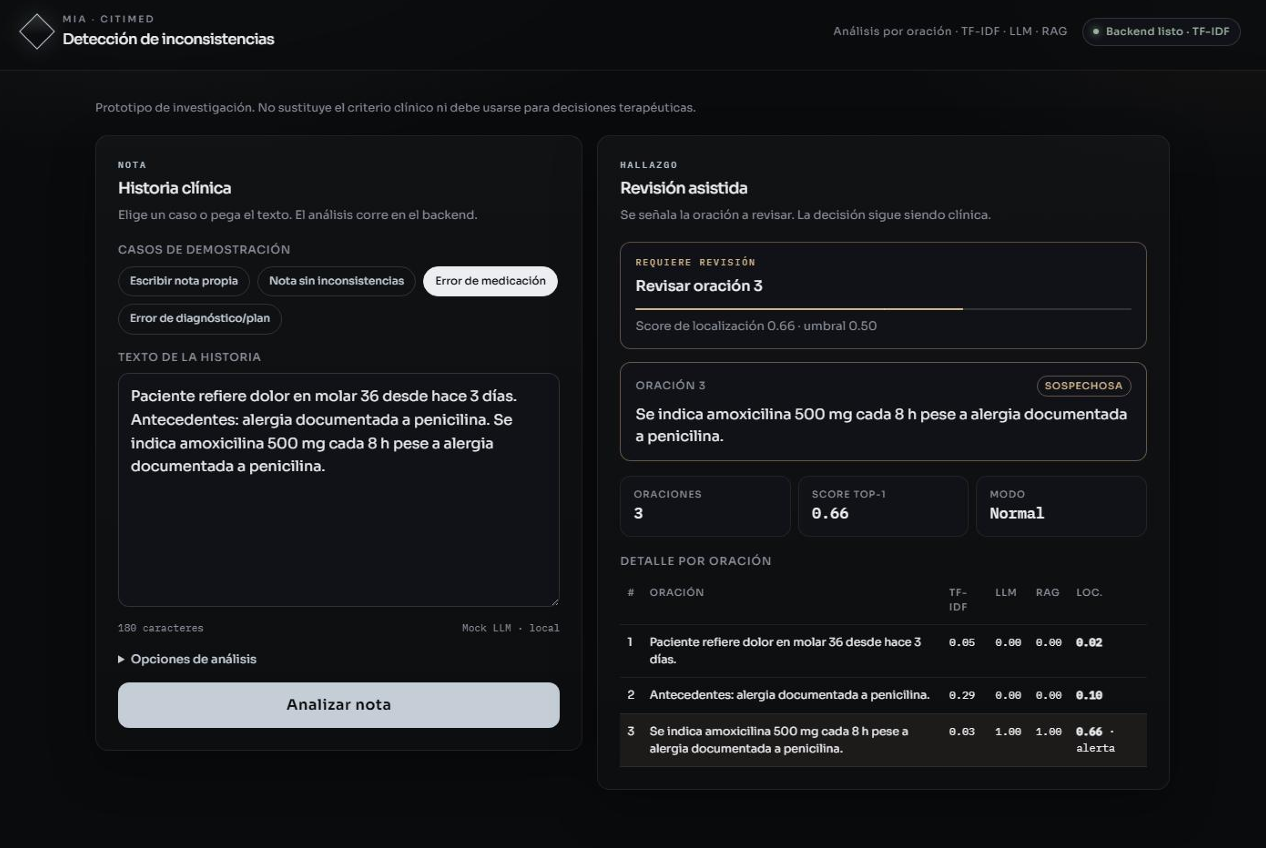 MIA · CITIMED
Detección de inconsistencias
Análisis por oración · TF-IDF · LLM · RAG
Backend listo · TF-IDF
Prototipo de investigación. No sustituye el criterio clínico ni debe usarse para decisiones terapéuticas.
NOTA
Historia clínica
Elige un caso o pega el texto. El análisis corre en el backend.
CASOS DE DEMOSTRACIÓN
Escribir nota propia
Nota sin inconsistencias
Error de medicación
Error de diagnóstico/plan
TEXTO DE LA HISTORIA
Paciente refiere dolor en molar 36 desde hace 3 días.
Antecedentes: alergia documentada a penicilina. Se
indica amoxicilina 500 mg cada 8 h pese a alergia
documentada a penicilina.
180 caracteres
Mock LLM · local
Opciones de análisis
Analizar nota
HALLAZGO
Revisión asistida
Se señala la oración a revisar. La decisión sigue siendo clínica.
REQUIERE REVISIÓN
Revisar oración 3
Score de localización 0.66 · umbral 0.50
ORACIÓN 3
SOSPECHOSA
Se indica amoxicilina 500 mg cada 8 h pese a alergia documentada
a penicilina.
ORACIONES
3
SCORE TOP-1
0.66
MODO
Normal
DETALLE POR ORACIÓN
# ORACIÓN TF-IDF LLM RAG LOC.
1 Paciente refiere dolor en molar 36 desde hace 3 0.05 0.00 0.00 0.02
días.
2 Antecedentes: alergia documentada a penicilina. 0.29 0.00 0.00 0.10
3 Se indica amoxicilina 500 mg cada 8 h pese a 0.03 1.00 1.00 0.66 ·
alergia documentada a penicilina. alerta